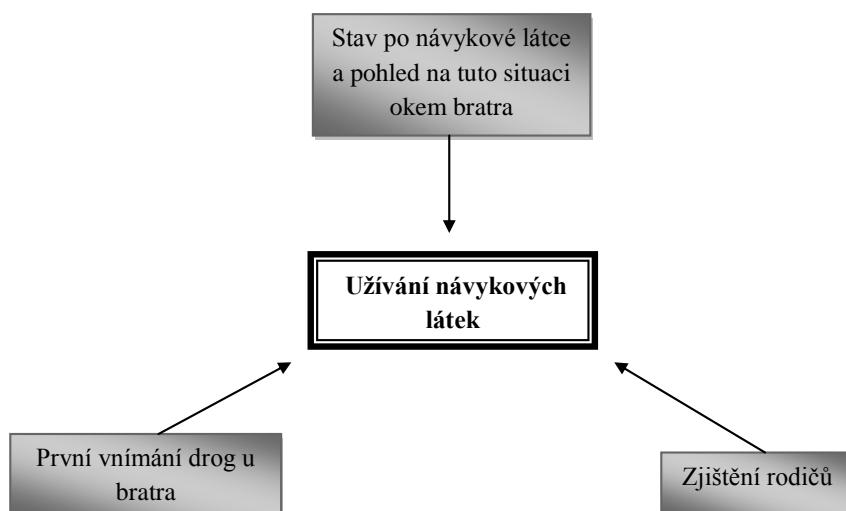 Stav po návykové látce
a pohled na tuto situaci
okem bratra
Užívání návykových
látek
První vnímání drog u
bratra
Zjištění rodičů